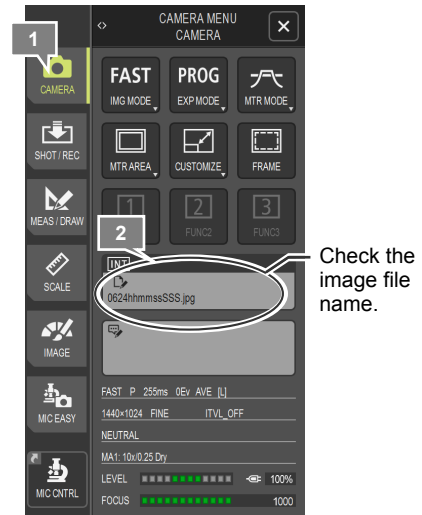 CAMERA MENU
CAMERA
1
CAMERA
SHOT / REC
MEAS / DRAW
SCALE
IMAGE
MIC EASY
MIC CNTRL
FAST
IMG MODE
PROG
EXP MODE
MTR MODE
MTR AREA
CUSTOMIZE
FRAME
1
2
FUNC2
3
FUNC3
2
INT
0624hhmmssSSS.jpg
Check the
image file
name.
FAST P 255ms 0Ev AVE [L]
1440×1024 FINE ITVL_OFF
NEUTRAL
MA1: 10x/0.25 Dry
LEVEL 100%
FOCUS 1000